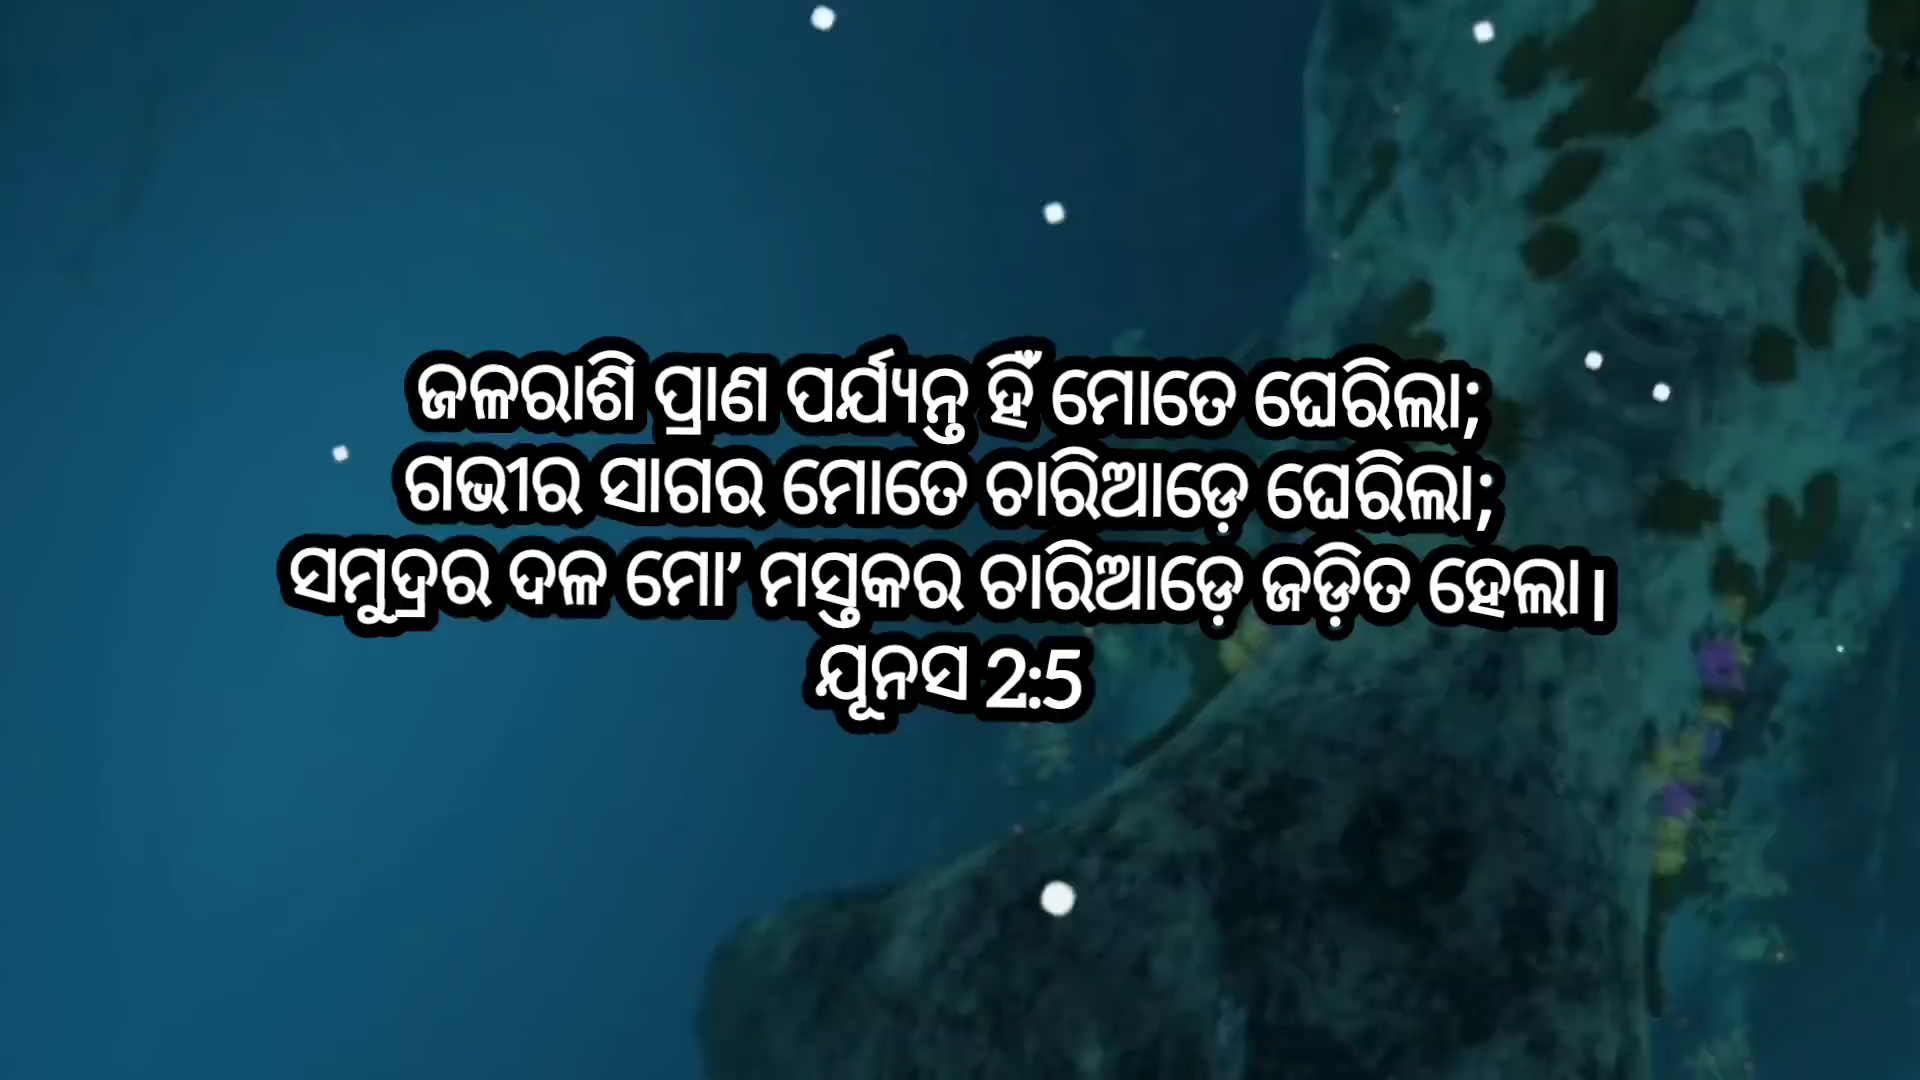 ଜଳରାଶି ପ୍ରାଣ ପର୍ଯ୍ୟନ୍ତ ହିଁ ମୋତେ ଘେରିଲା;
ଗଭୀର ସାଗର ମୋତେ ଚାରିଆଡ଼େ ଘେରିଲା;
ସମୁଦ୍ରର ଦଳ ମୋ’ ମସ୍ତକର ଚାରିଆଡ଼େ ଜଡ଼ିତ ହେଲା।
ଯୂନସ 2:5